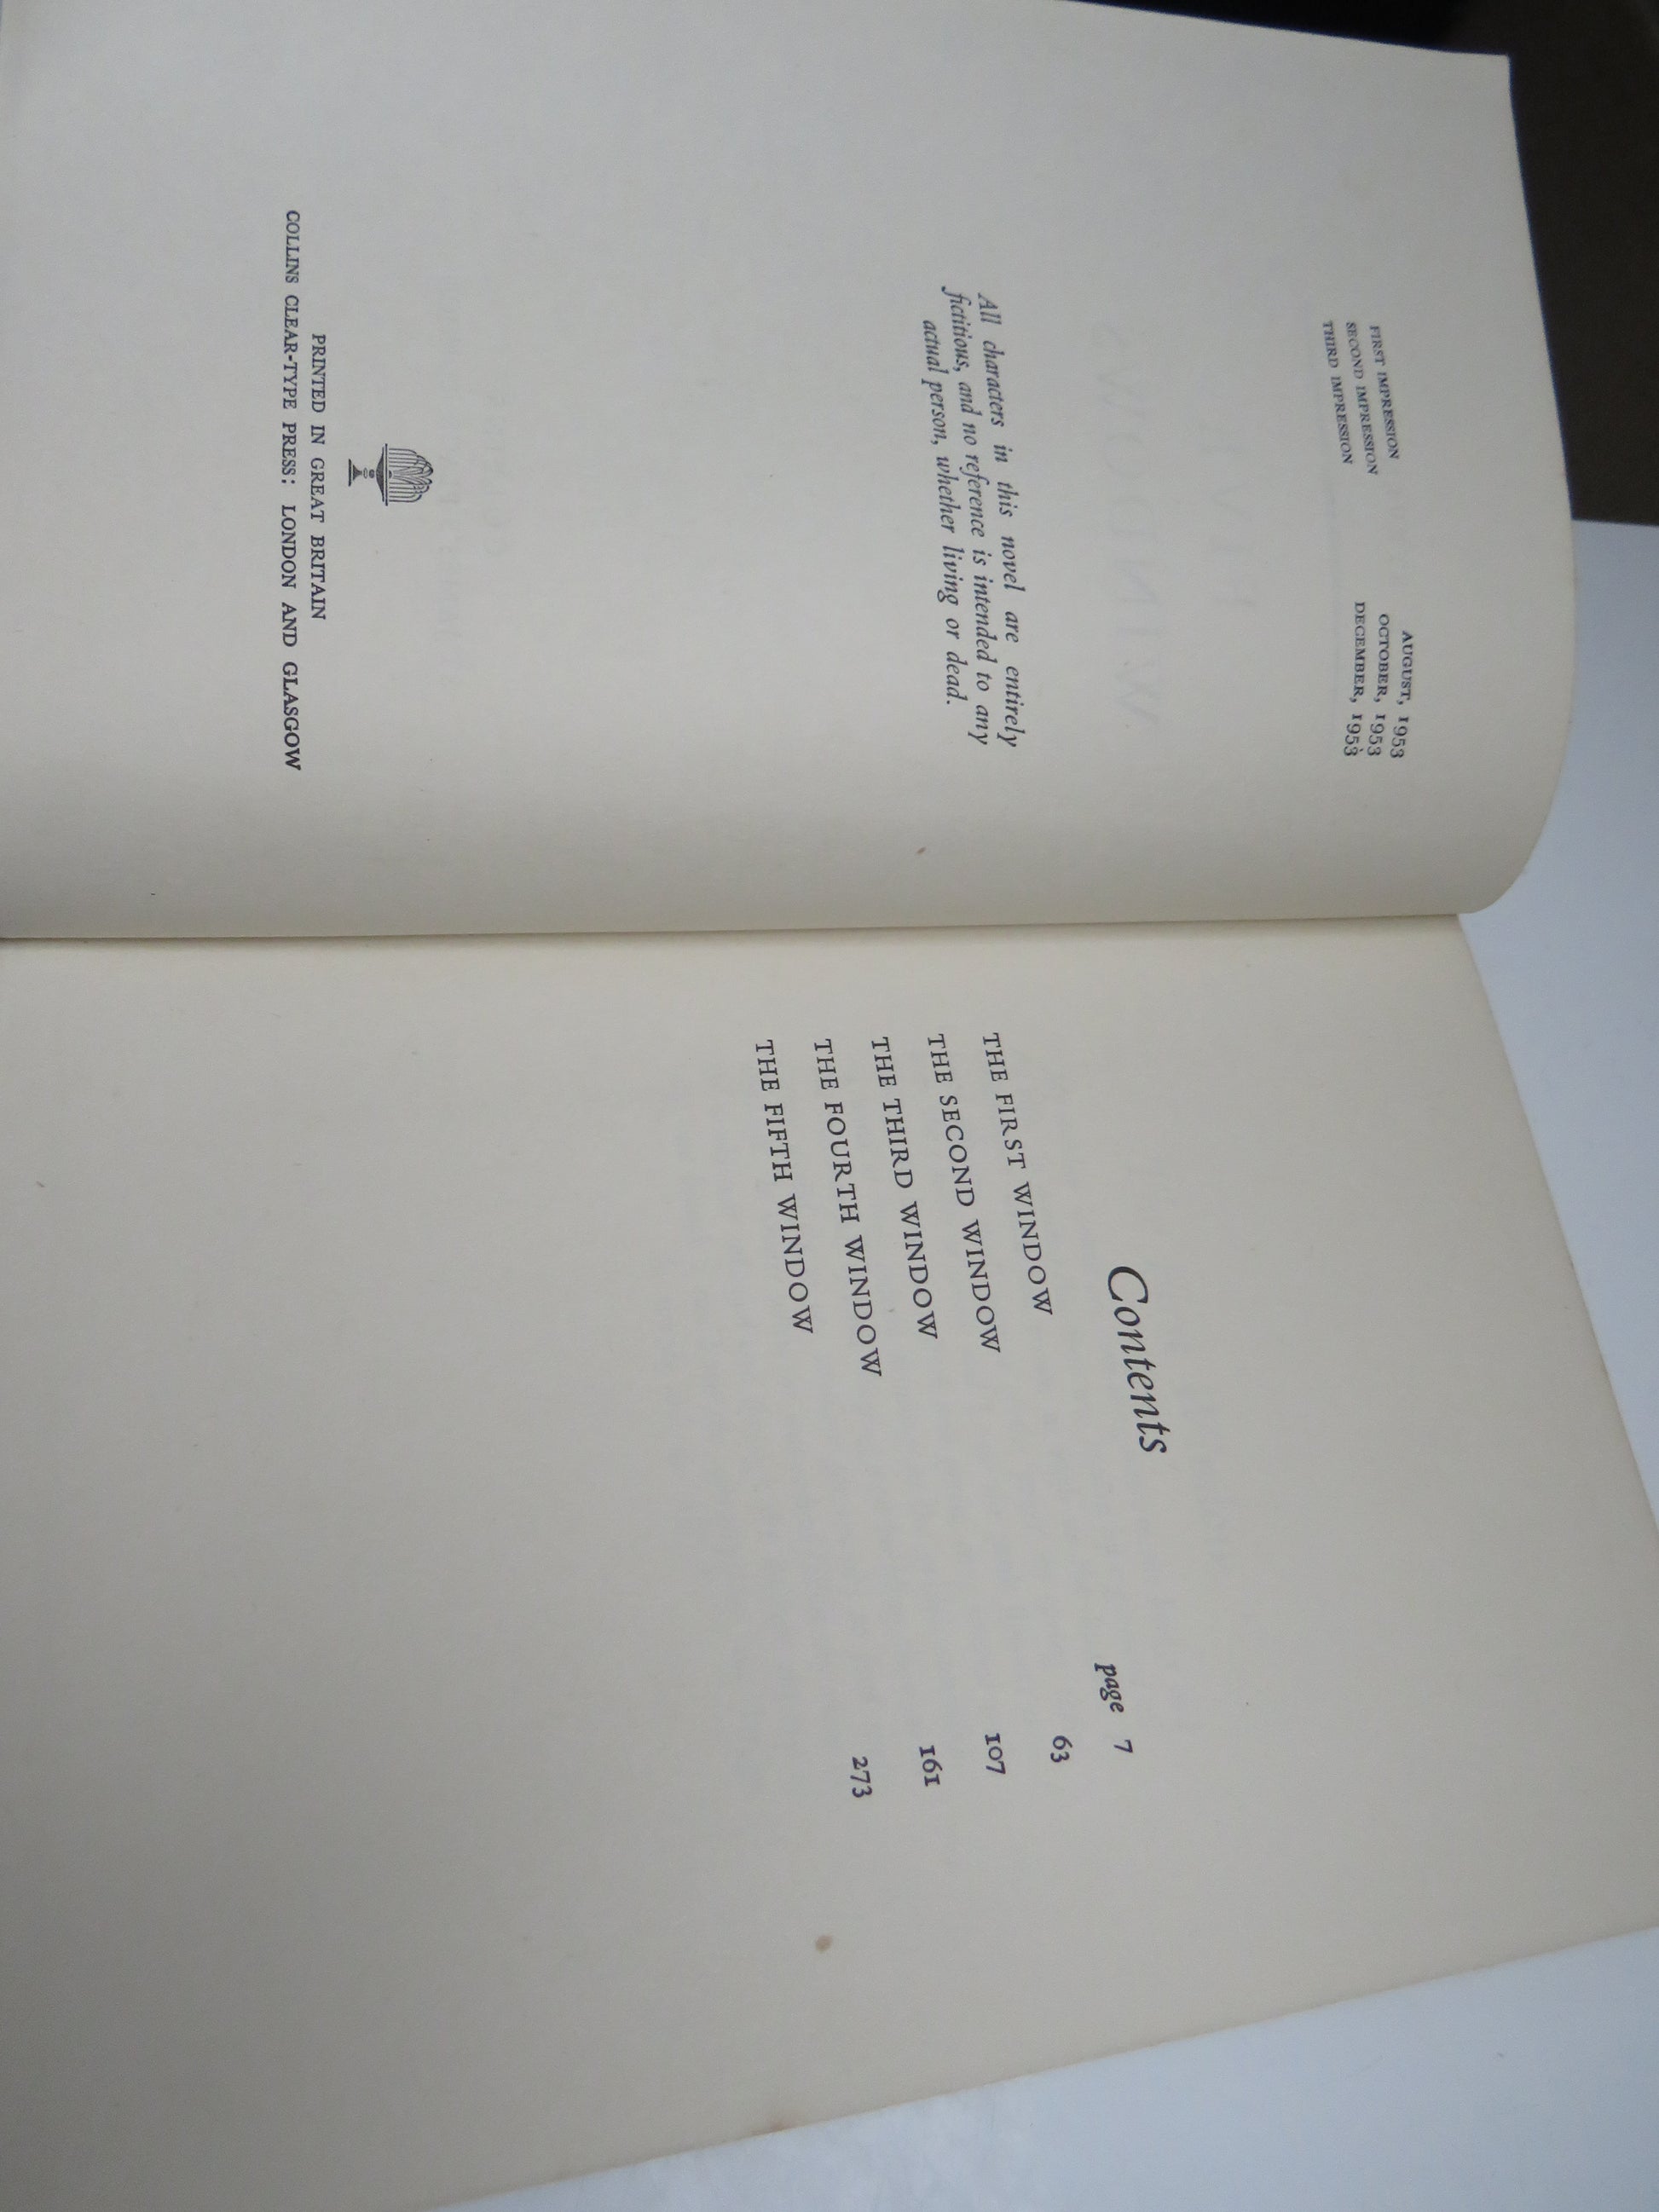 FIRST IMPRESSION AUGUST, 1953
SECOND IMPRESSION OCTOBER, 1953
THIRD IMPRESSION DECEMBER, 1953
All characters in this novel are entirely
fictitious, and no reference is intended to any
actual person, whether living or dead.
PRINTED IN GREAT BRITAIN
COLLINS CLEAR-TYPE PRESS: LONDON AND GLASGOW
Contents
THE FIRST WINDOW page 7
THE SECOND WINDOW 63
THE THIRD WINDOW 107
THE FOURTH WINDOW 161
THE FIFTH WINDOW 273